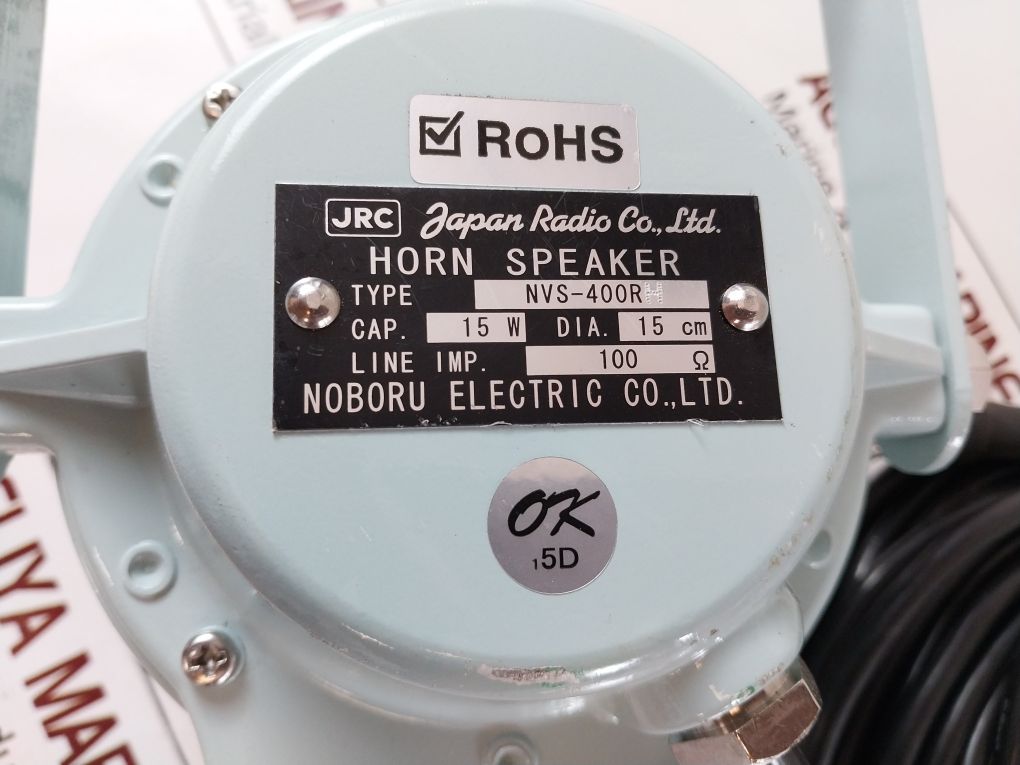 RoHS
JRC Japan Radio Co., Ltd.
HORN SPEAKER
TYPE NVS-400RH
CAP. 15 W DIA. 15 cm
LINE IMP. 100 Ω
NOBORU ELECTRIC CO.,LTD.
OK
15D